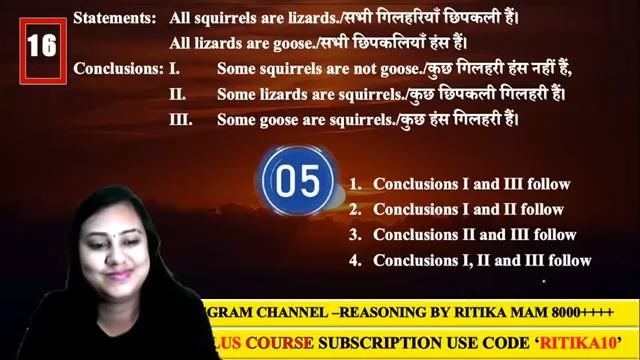 16
Statements: All squirrels are lizards./सभी गिलहरियाँ छिपकली हैं।
All lizards are goose./सभी छिपकलियाँ हंस हैं।
Conclusions: I. Some squirrels are not goose./कुछ गिलहरी हंस नहीं हैं,
II. Some lizards are squirrels./कुछ छिपकली गिलहरी हैं।
III. Some goose are squirrels./कुछ हंस गिलहरी हैं।
05
1. Conclusions I and III follow
2. Conclusions I and II follow
3. Conclusions II and III follow
4. Conclusions I, II and III follow
GRAM CHANNEL –REASONING BY RITIKA MAM 8000++++
LUS COURSE SUBSCRIPTION USE CODE ‘RITIKA10’